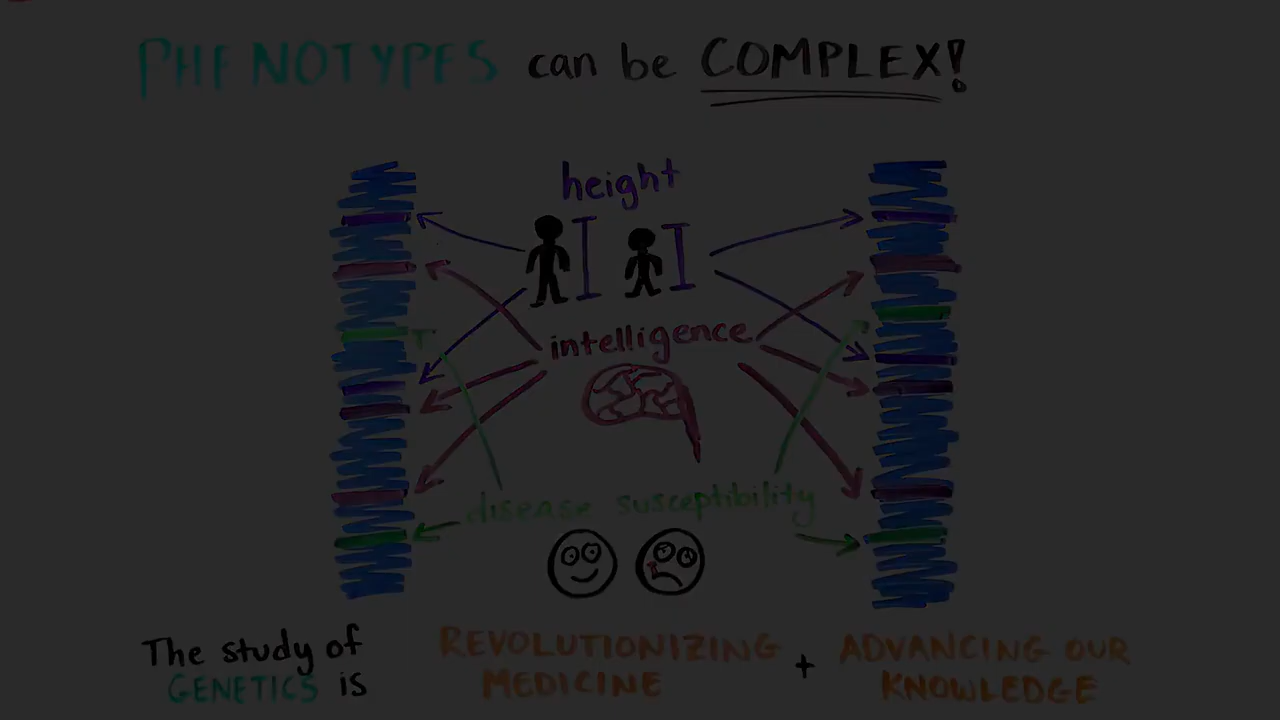 PHENOTYPES can be COMPLEX!
height
intelligence
disease susceptibility
The study of
GENETICS is
REVOLUTIONIZING
MEDICINE
+
ADVANCING OUR
KNOWLEDGE